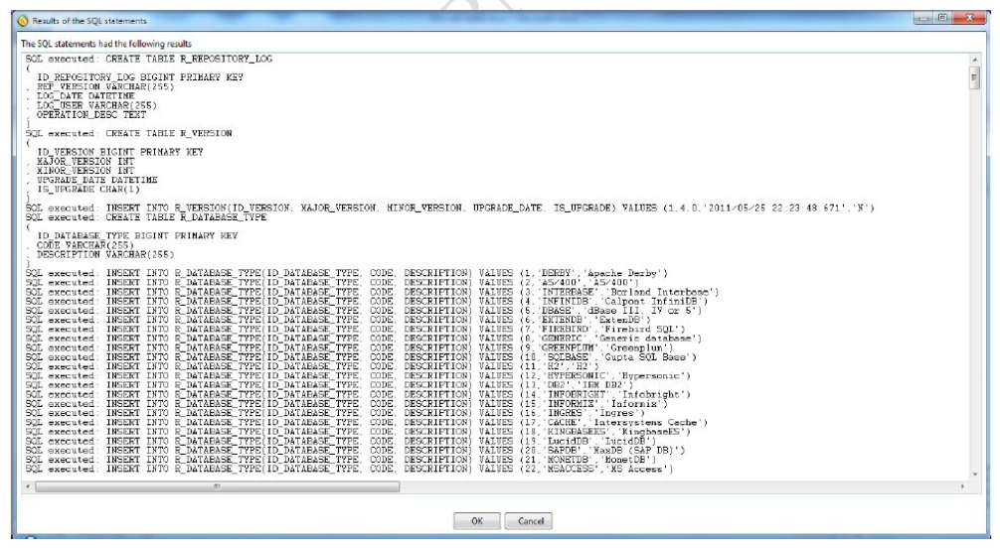 Results of the SQL statements
The SQL statements had the following results
SQL executed: CREATE TABLE R_REPOSITORY_LOG
(
ID_REPOSITORY_LOG BIGINT PRIMARY KEY
, REP_VERSION VARCHAR(255)
, LOG_DATE DATETIME
, LOG_USER VARCHAR(255)
, OPERATION_DESC TEXT
)
SQL executed: CREATE TABLE R_VERSION
(
ID_VERSION BIGINT PRIMARY KEY
, MAJOR_VERSION INT
, MINOR_VERSION INT
, UPGRADE_DATE DATETIME
, IS_UPGRADE CHAR(1)
)
SQL executed: INSERT INTO R_VERSION(ID_VERSION, MAJOR_VERSION, MINOR_VERSION, UPGRADE_DATE, IS_UPGRADE) VALUES (1,4,0,'2011/05/25 22:23:48.671','N')
SQL executed: CREATE TABLE R_DATABASE_TYPE
(
ID_DATABASE_TYPE BIGINT PRIMARY KEY
, CODE VARCHAR(255)
, DESCRIPTION VARCHAR(255)
)
SQL executed: INSERT INTO R_DATABASE_TYPE(ID_DATABASE_TYPE, CODE, DESCRIPTION) VALUES (1,'DERBY','Apache Derby')
SQL executed: INSERT INTO R_DATABASE_TYPE(ID_DATABASE_TYPE, CODE, DESCRIPTION) VALUES (2,'AS/400','AS/400')
SQL executed: INSERT INTO R_DATABASE_TYPE(ID_DATABASE_TYPE, CODE, DESCRIPTION) VALUES (3,'INTERBASE','Borland Interbase')
SQL executed: INSERT INTO R_DATABASE_TYPE(ID_DATABASE_TYPE, CODE, DESCRIPTION) VALUES (4,'INFINIDB','Calpont InfiniDB')
SQL executed: INSERT INTO R_DATABASE_TYPE(ID_DATABASE_TYPE, CODE, DESCRIPTION) VALUES (5,'DBASE','dBase III, IV or 5')
SQL executed: INSERT INTO R_DATABASE_TYPE(ID_DATABASE_TYPE, CODE, DESCRIPTION) VALUES (6,'EXTENDB','ExtenDB')
SQL executed: INSERT INTO R_DATABASE_TYPE(ID_DATABASE_TYPE, CODE, DESCRIPTION) VALUES (7,'FIREBIRD','Firebird SQL')
SQL executed: INSERT INTO R_DATABASE_TYPE(ID_DATABASE_TYPE, CODE, DESCRIPTION) VALUES (8,'GENERIC','Generic database')
SQL executed: INSERT INTO R_DATABASE_TYPE(ID_DATABASE_TYPE, CODE, DESCRIPTION) VALUES (9,'GREENPLUM','Greenplum')
SQL executed: INSERT INTO R_DATABASE_TYPE(ID_DATABASE_TYPE, CODE, DESCRIPTION) VALUES (10,'SQLBASE','Gupta SQL Base')
SQL executed: INSERT INTO R_DATABASE_TYPE(ID_DATABASE_TYPE, CODE, DESCRIPTION) VALUES (11,'H2','H2')
SQL executed: INSERT INTO R_DATABASE_TYPE(ID_DATABASE_TYPE, CODE, DESCRIPTION) VALUES (12,'HYPERSONIC','Hypersonic')
SQL executed: INSERT INTO R_DATABASE_TYPE(ID_DATABASE_TYPE, CODE, DESCRIPTION) VALUES (13,'DB2','IBM DB2')
SQL executed: INSERT INTO R_DATABASE_TYPE(ID_DATABASE_TYPE, CODE, DESCRIPTION) VALUES (14,'INFOBRIGHT','Infobright')
SQL executed: INSERT INTO R_DATABASE_TYPE(ID_DATABASE_TYPE, CODE, DESCRIPTION) VALUES (15,'INFORMIX','Informix')
SQL executed: INSERT INTO R_DATABASE_TYPE(ID_DATABASE_TYPE, CODE, DESCRIPTION) VALUES (16,'INGRES','Ingres')
SQL executed: INSERT INTO R_DATABASE_TYPE(ID_DATABASE_TYPE, CODE, DESCRIPTION) VALUES (17,'CACHE','Intersystens Cache')
SQL executed: INSERT INTO R_DATABASE_TYPE(ID_DATABASE_TYPE, CODE, DESCRIPTION) VALUES (18,'KINGBASEES','KingbaseES')
SQL executed: INSERT INTO R_DATABASE_TYPE(ID_DATABASE_TYPE, CODE, DESCRIPTION) VALUES (19,'LucidDB','LucidDB')
SQL executed: INSERT INTO R_DATABASE_TYPE(ID_DATABASE_TYPE, CODE, DESCRIPTION) VALUES (20,'SAPDB','MaxDB (SAP DB)')
SQL executed: INSERT INTO R_DATABASE_TYPE(ID_DATABASE_TYPE, CODE, DESCRIPTION) VALUES (21,'MONETDB','MonetDB')
SQL executed: INSERT INTO R_DATABASE_TYPE(ID_DATABASE_TYPE, CODE, DESCRIPTION) VALUES (22,'MSACCESS','MS Access')
OK Cancel